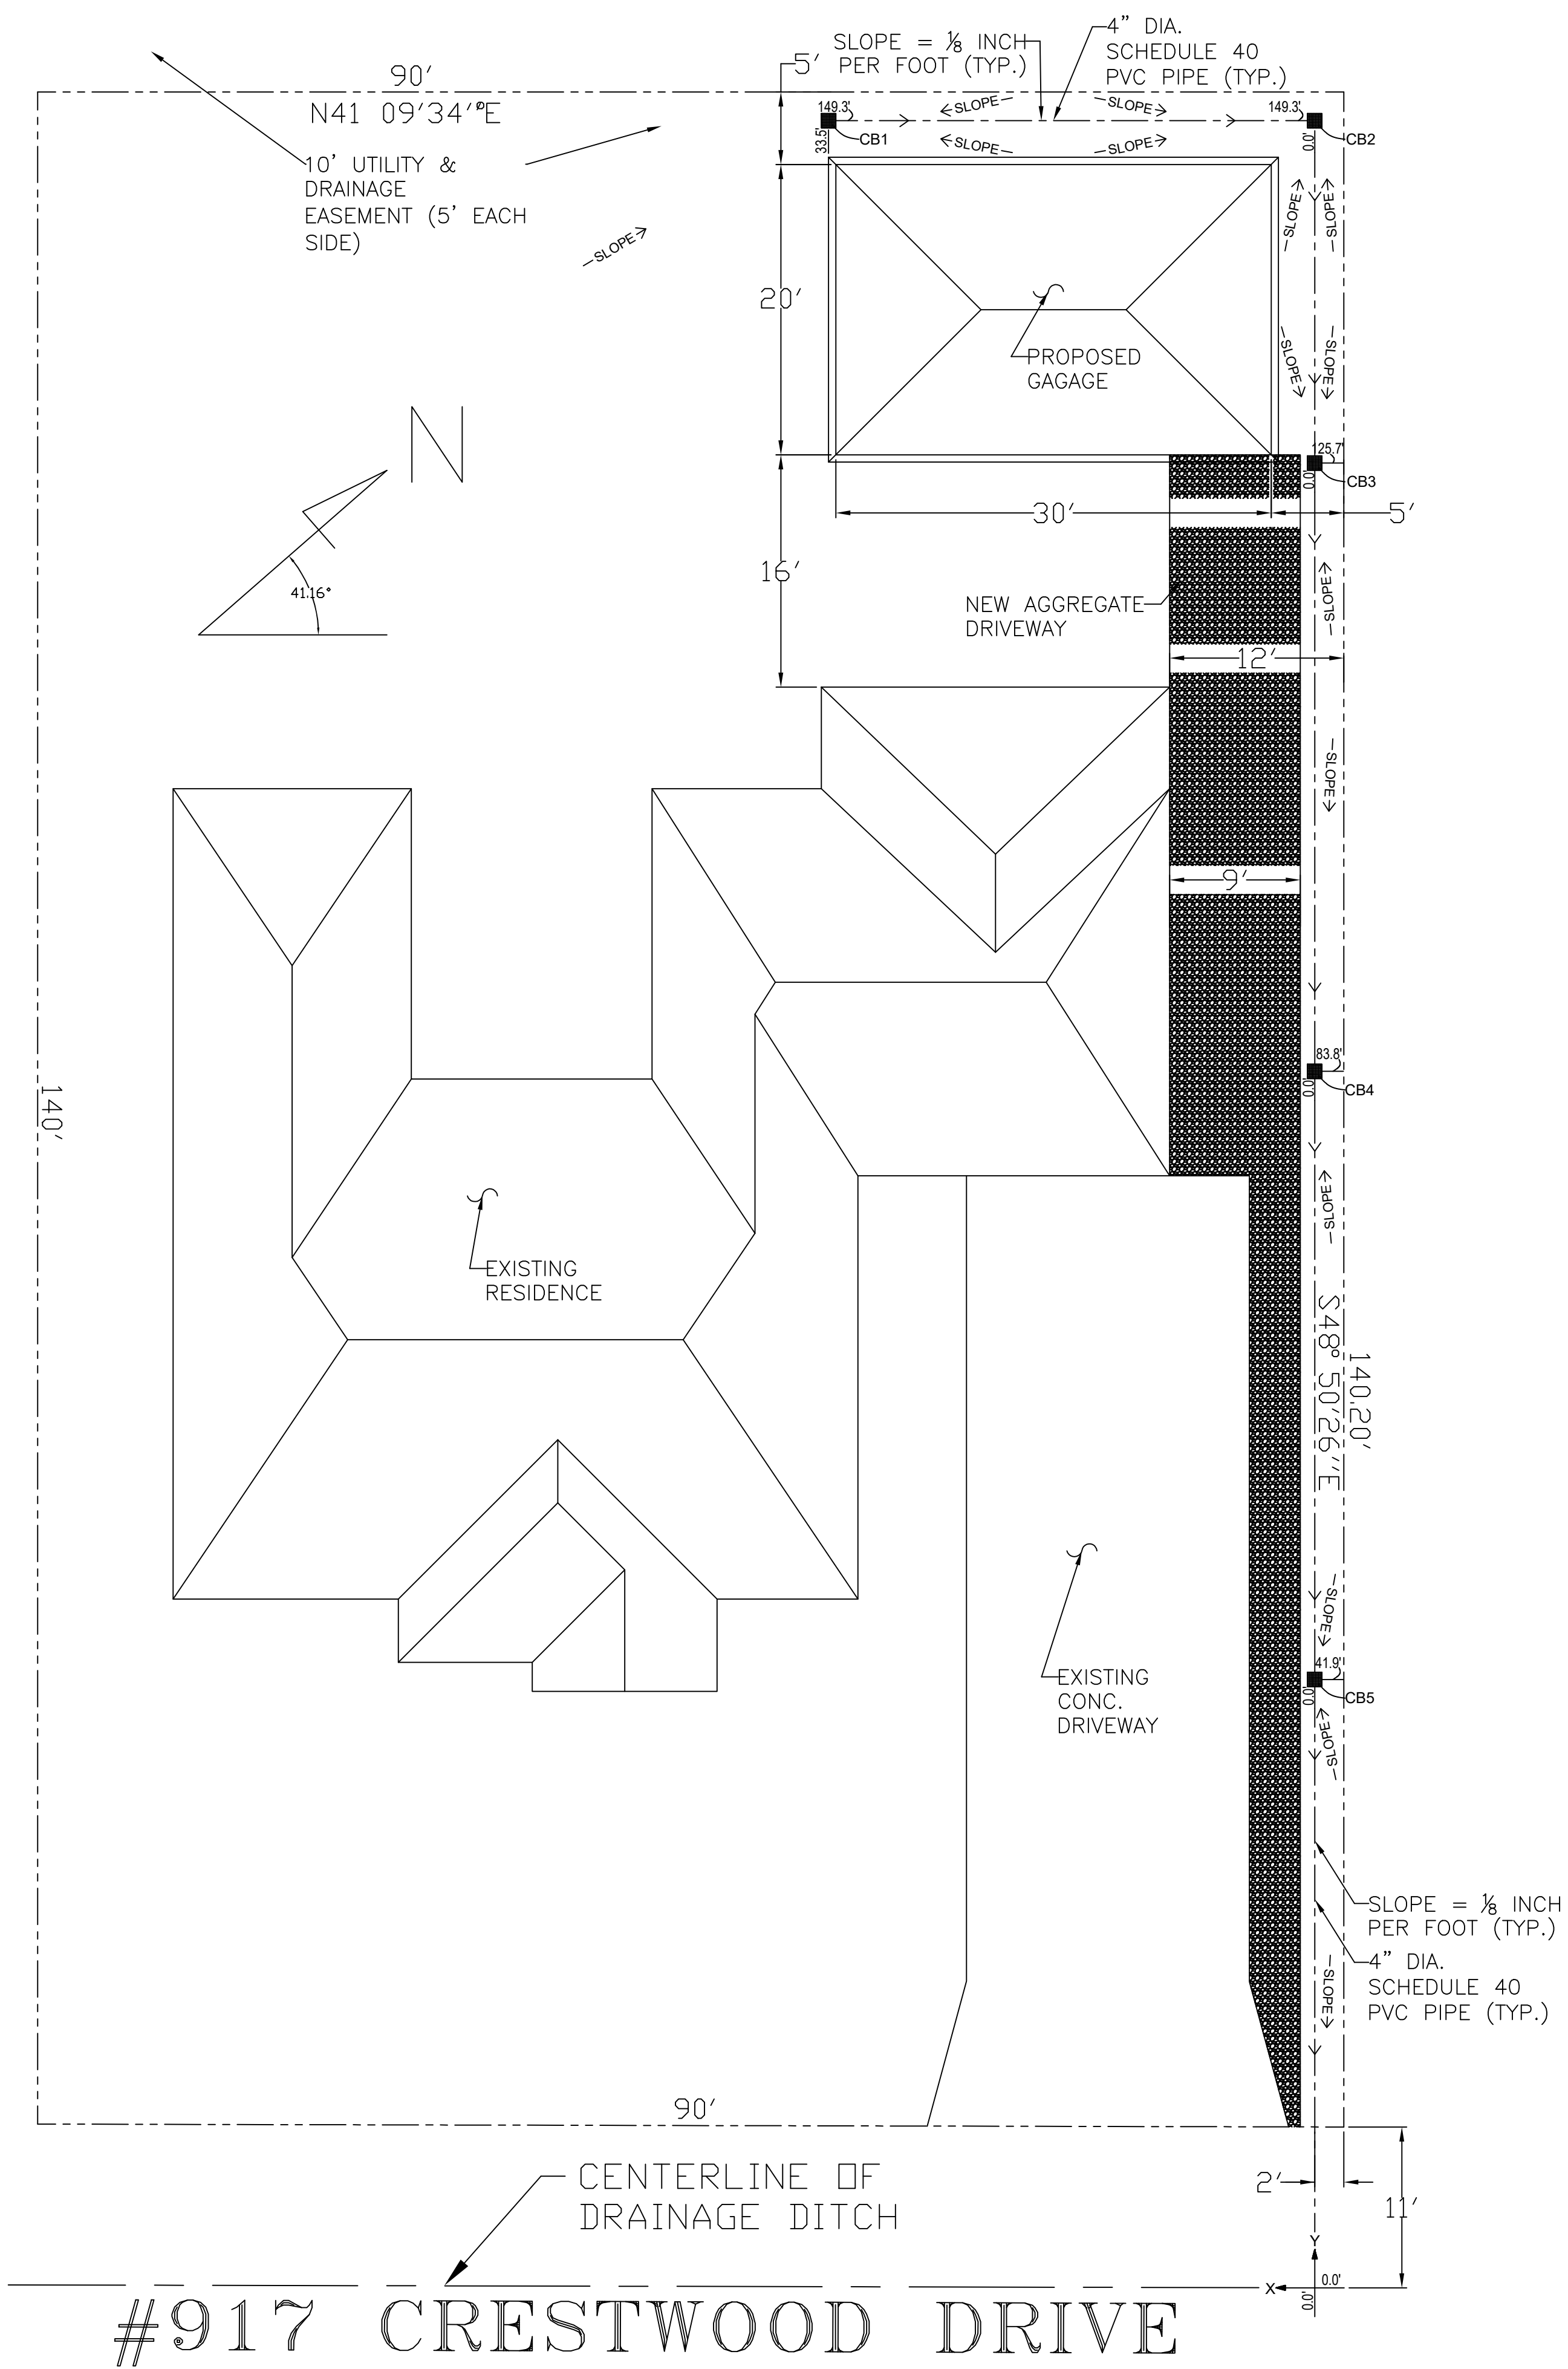 90'
N41 09'34"°E
10' UTILITY &
DRAINAGE
EASEMENT (5' EACH
SIDE)
SLOPE
SLOPE = ⅛ INCH
PER FOOT (TYP.)
5'
4" DIA.
SCHEDULE 40
PVC PIPE (TYP.)
149.3'
33.5'
CB1
SLOPE
SLOPE
SLOPE
SLOPE
149.3'
0.0'
CB2
SLOPE
SLOPE
20'
PROPOSED
GAGAGE
SLOPE
SLOPE
N
41.16°
125.7'
0.0'
CB3
30'
5'
16'
NEW AGGREGATE
DRIVEWAY
SLOPE
12'
SLOPE
9'
83.8'
0.0'
CB4
140'
SLOPE
EXISTING
RESIDENCE
S48° 50'26"E
140.20'
SLOPE
EXISTING
CONC.
DRIVEWAY
41.9'
0.0'
CB5
SLOPE
SLOPE = ⅛ INCH
PER FOOT (TYP.)
4" DIA.
SCHEDULE 40
PVC PIPE (TYP.)
SLOPE
90'
CENTERLINE OF
DRAINAGE DITCH
2'
11'
Y
X
0.0'
0.0'
#917 CRESTWOOD DRIVE